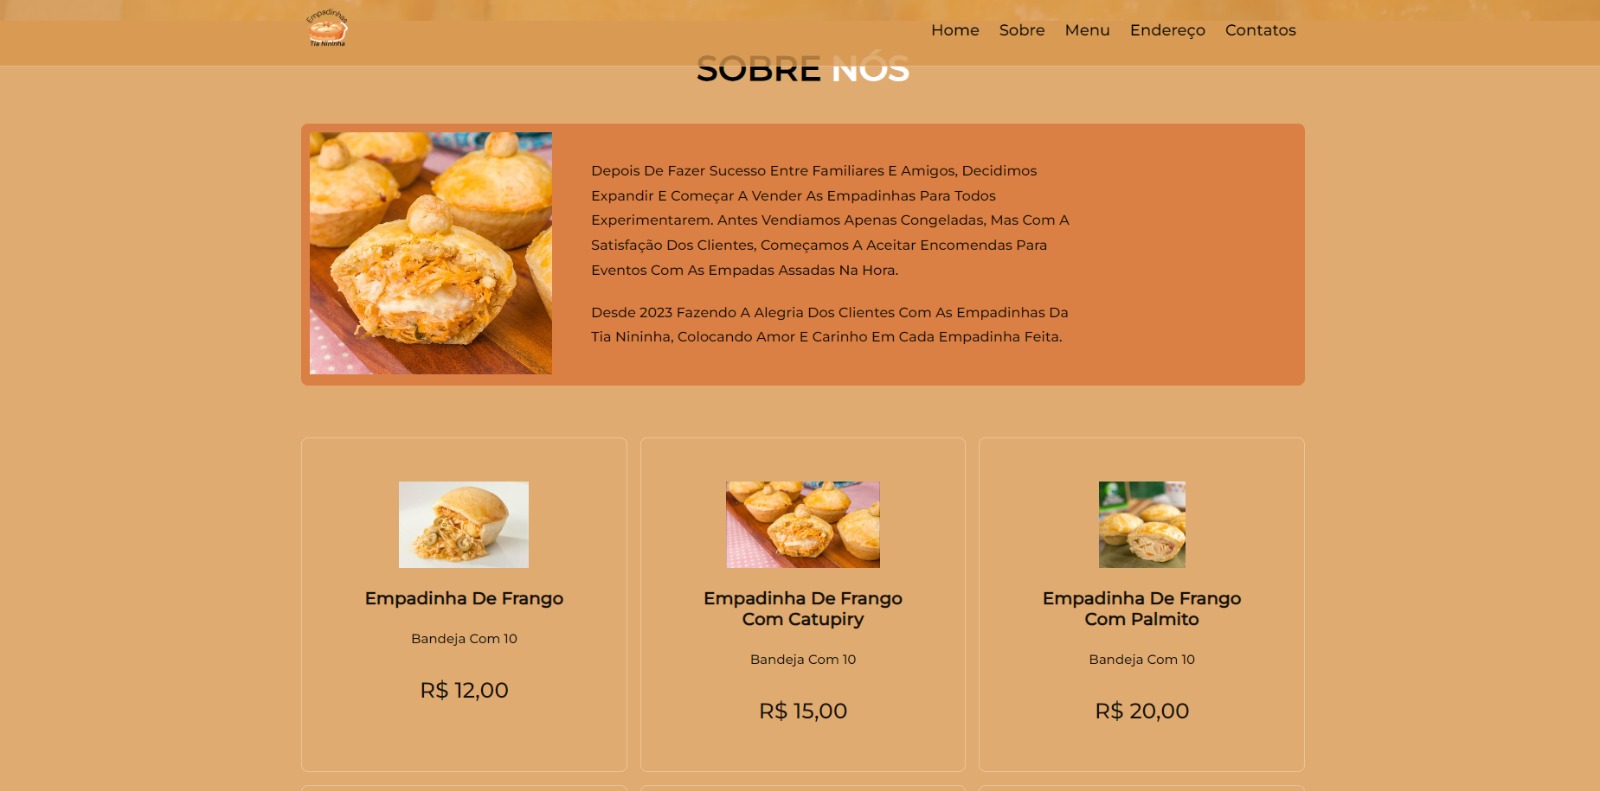 Empadinhas
Tia Nininha
Home Sobre Menu Endereço Contatos
SOBRE NÓS
Depois De Fazer Sucesso Entre Familiares E Amigos, Decidimos
Expandir E Começar A Vender As Empadinhas Para Todos
Experimentarem. Antes Vendiamos Apenas Congeladas, Mas Com A
Satisfação Dos Clientes, Começamos A Aceitar Encomendas Para
Eventos Com As Empadas Assadas Na Hora.
Desde 2023 Fazendo A Alegria Dos Clientes Com As Empadinhas Da
Tia Nininha, Colocando Amor E Carinho Em Cada Empadinha Feita.
Empadinha De Frango
Bandeja Com 10
R$ 12,00
Empadinha De Frango
Com Catupiry
Bandeja Com 10
R$ 15,00
Empadinha De Frango
Com Palmito
Bandeja Com 10
R$ 20,00